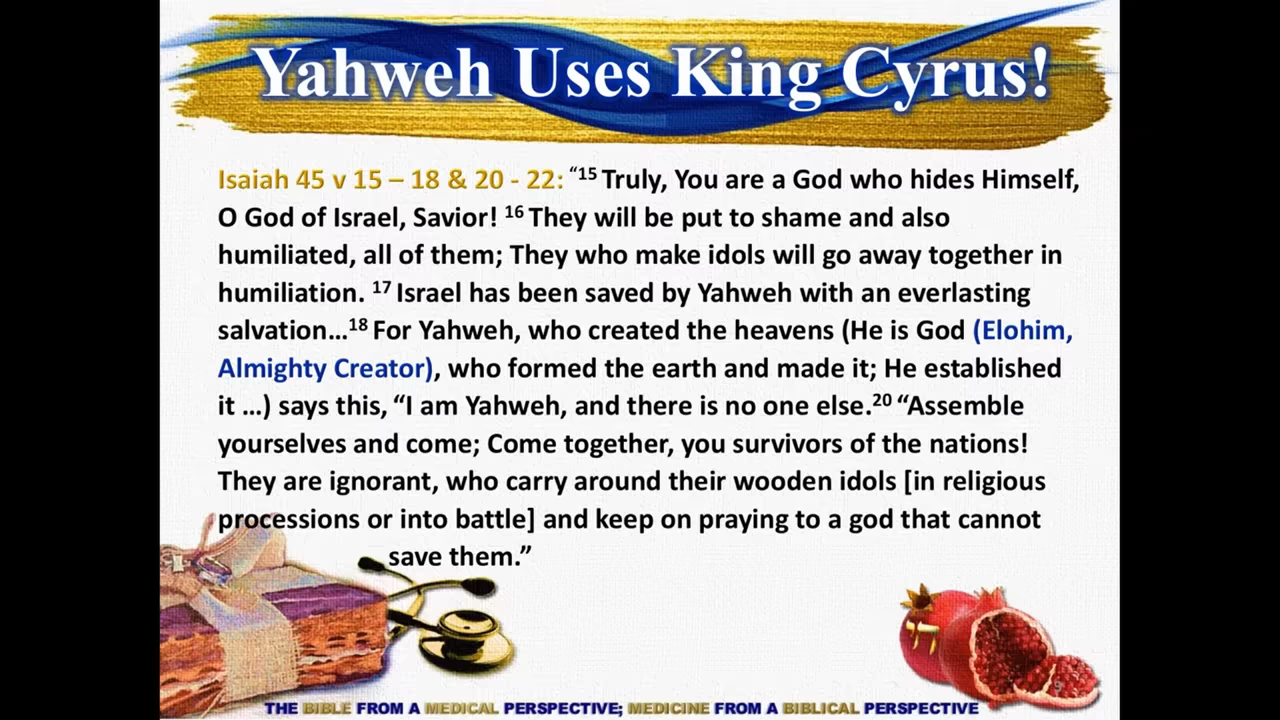 Yahweh Uses King Cyrus!
Isaiah 45 v 15 – 18 & 20 - 22: “15 Truly, You are a God who hides Himself,
O God of Israel, Savior! 16 They will be put to shame and also
humiliated, all of them; They who make idols will go away together in
humiliation. 17 Israel has been saved by Yahweh with an everlasting
salvation…18 For Yahweh, who created the heavens (He is God (Elohim,
Almighty Creator), who formed the earth and made it; He established
it …) says this, “I am Yahweh, and there is no one else.20 “Assemble
yourselves and come; Come together, you survivors of the nations!
They are ignorant, who carry around their wooden idols [in religious
processions or into battle] and keep on praying to a god that cannot
save them.”
THE BIBLE FROM A MEDICAL PERSPECTIVE; MEDICINE FROM A BIBLICAL PERSPECTIVE